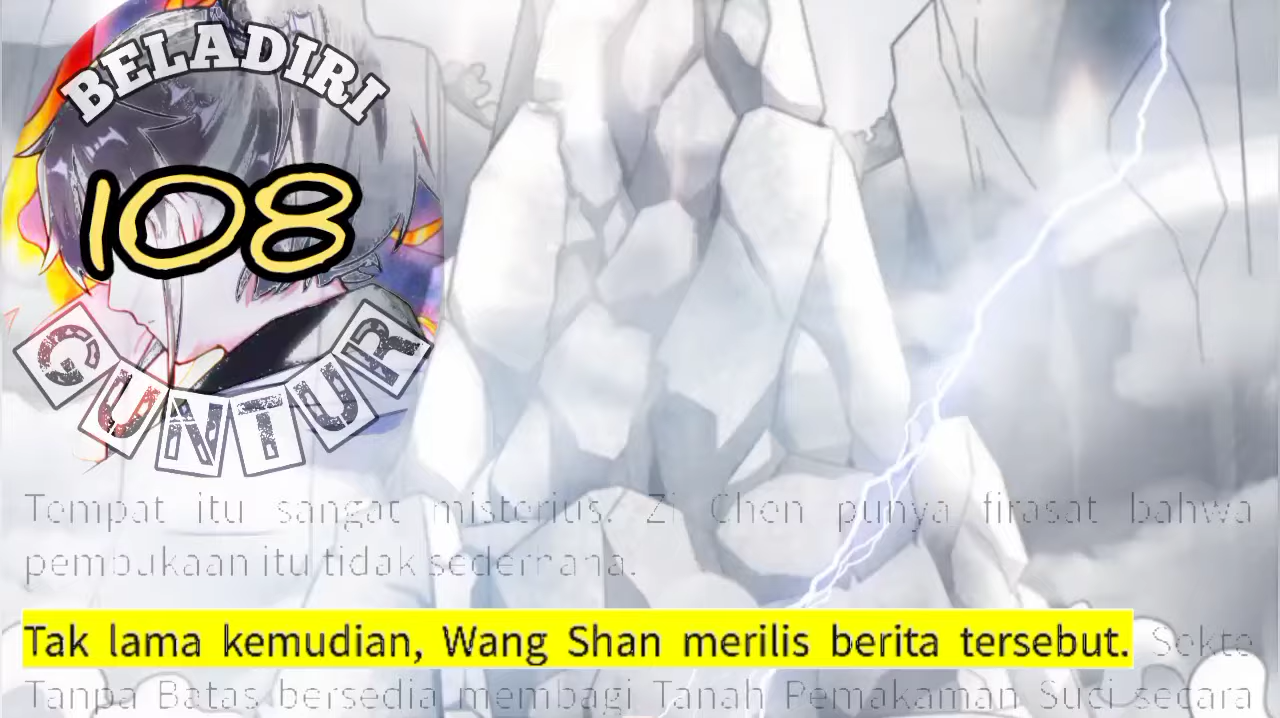 BELADIRI
108
GUNTUR
Tempat itu sangat misterius. Zi Chen punya firasat bahwa
pembukaan itu tidak sederhana.
Tak lama kemudian, Wang Shan merilis berita tersebut. Sekte
Tanpa Batas bersedia membagi Tanah Pemakaman Suci secara